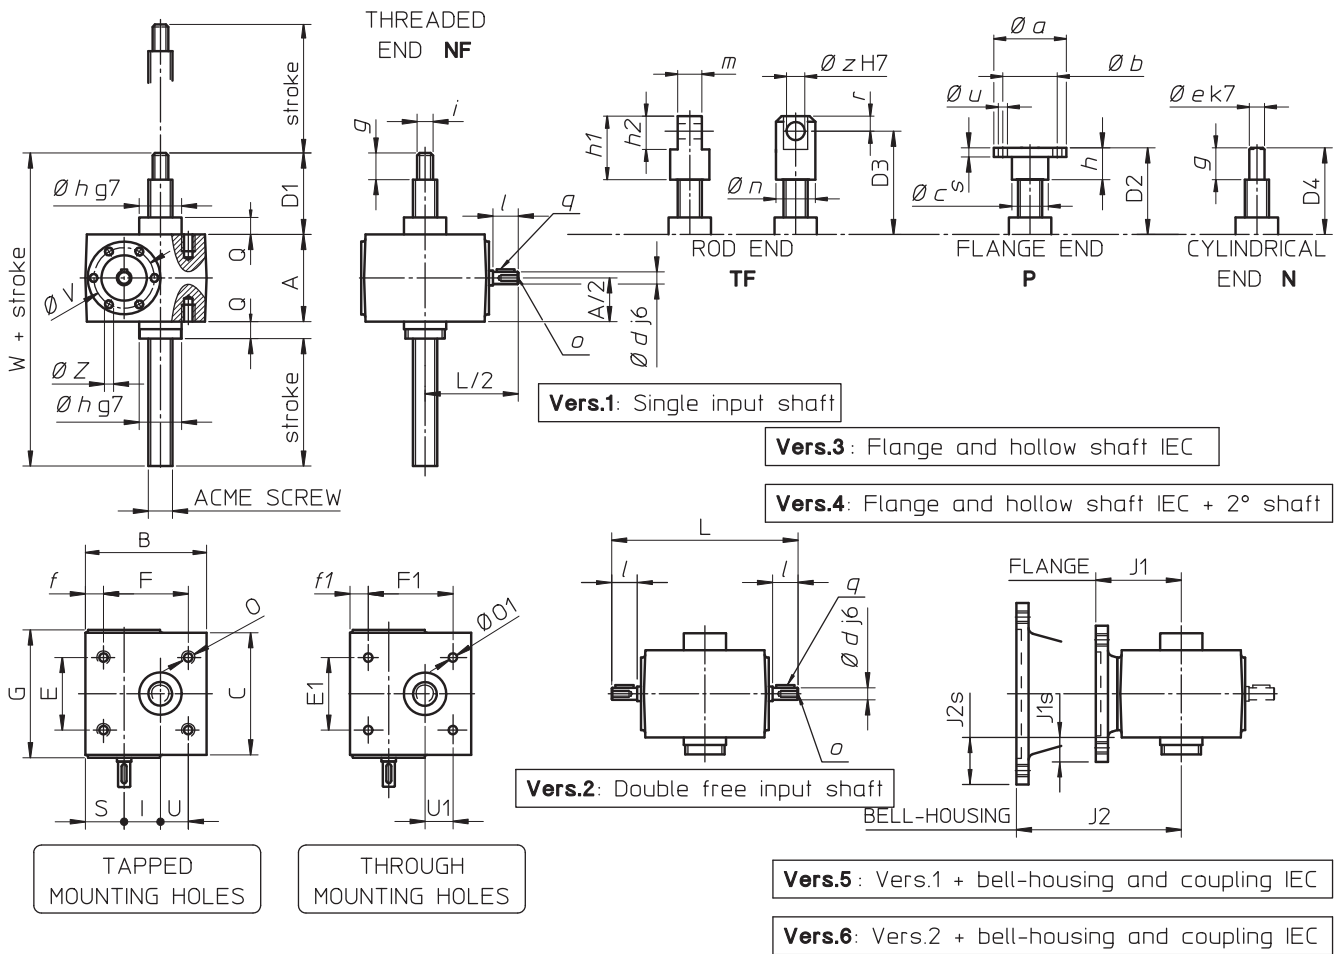 THREADED
END NF
stroke
g
i
D1
Ø h g7
Q
A
Q
Ø V
W + stroke
Ø Z
Ø h g7
stroke
ACME SCREW
l
q
A/2
Ø d j6
o
L/2
m
Ø z H7
r
h1
h2
Ø n
D3
ROD END
TF
Ø a
Ø b
Ø u
s
Ø c
h
D2
FLANGE END
P
Ø e k7
g
D4
CYLINDRICAL
END N
Vers.1: Single input shaft
Vers.3 : Flange and hollow shaft IEC
Vers.4: Flange and hollow shaft IEC + 2° shaft
B
f
F
O
G
E
C
S
I
U
TAPPED
MOUNTING HOLES
f1
F1
Ø O1
E1
U1
THROUGH
MOUNTING HOLES
L
l
l
q
Ø d j6
o
Vers.2: Double free input shaft
FLANGE
J1
J2s
J1s
BELL-HOUSING
J2
Vers.5 : Vers.1 + bell-housing and coupling IEC
Vers.6: Vers.2 + bell-housing and coupling IEC